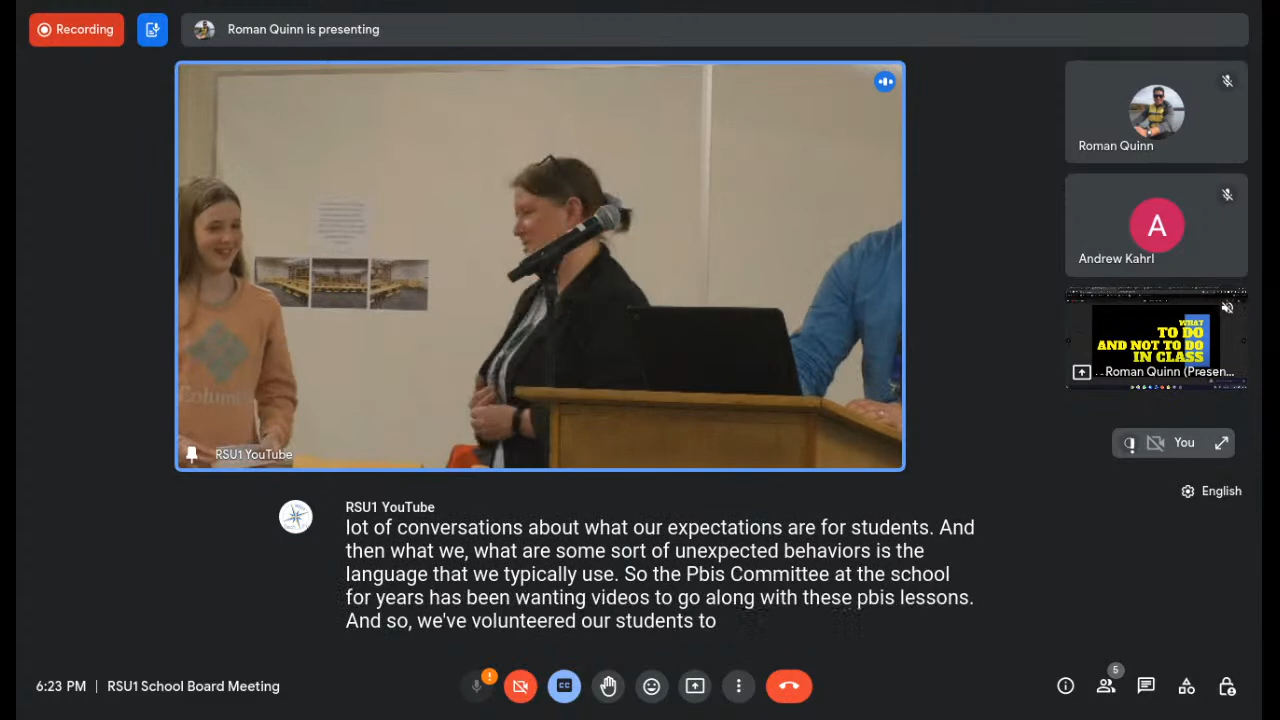 Recording
Roman Quinn is presenting
Roman Quinn
Andrew Kahrl
A
WHAT
TO DO
AND NOT TO DO
IN CLASS
Roman Quinn (Presen...
Columbia
RSU1 YouTube
You
English
RSU1 YouTube
lot of conversations about what our expectations are for students. And
then what we, what are some sort of unexpected behaviors is the
language that we typically use. So the Pbis Committee at the school
for years has been wanting videos to go along with these pbis lessons.
And so, we've volunteered our students to
6:23 PM | RSU1 School Board Meeting
CC
5